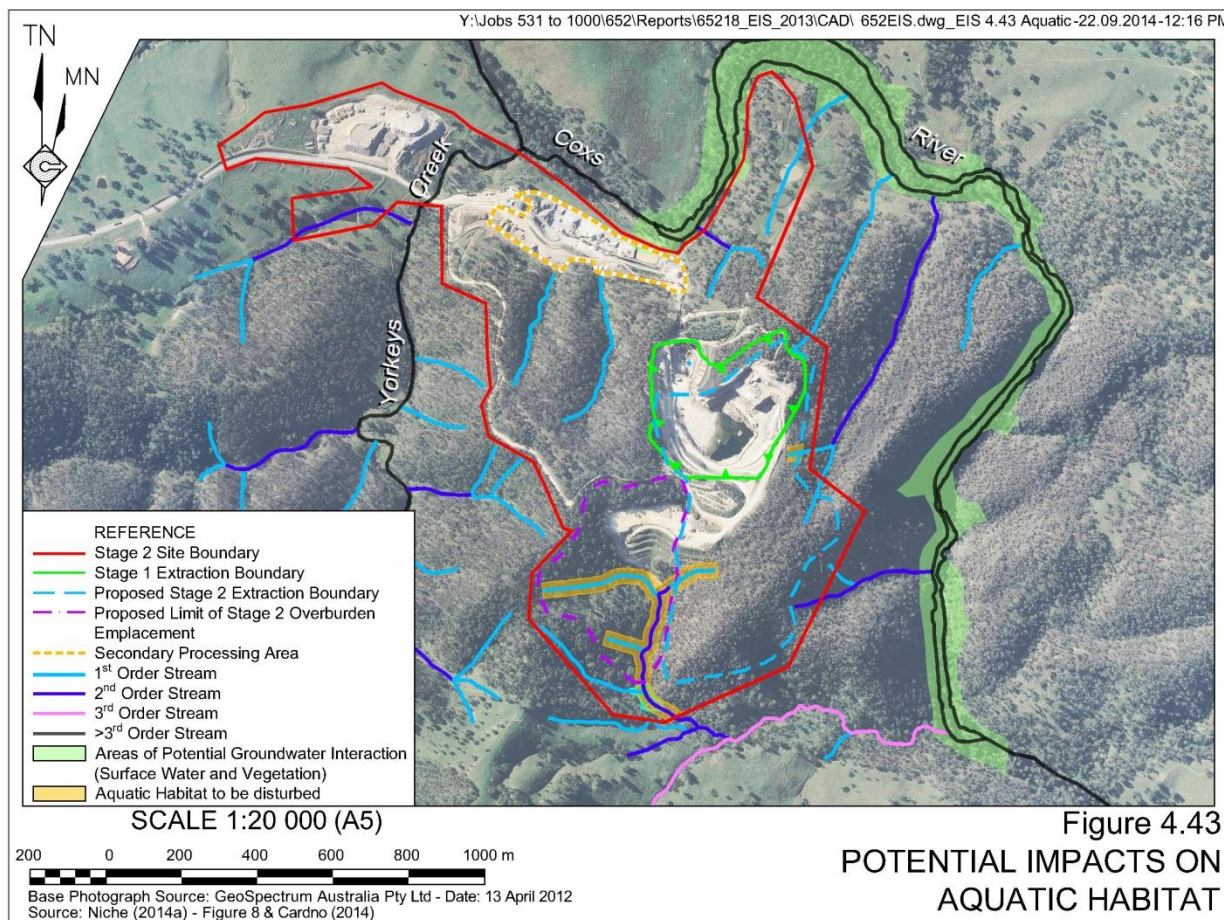 Y:\Jobs 531 to 1000\652\Reports\65218_EIS_2013\CAD\ 652EIS.dwg_EIS 4.43 Aquatic-22.09.2014-12:16 PM
TN
MN
Coxs
River
Creek
Yorkeys
REFERENCE
Stage 2 Site Boundary
Stage 1 Extraction Boundary
Proposed Stage 2 Extraction Boundary
Proposed Limit of Stage 2 Overburden
Emplacement
Secondary Processing Area
1st Order Stream
2nd Order Stream
3rd Order Stream
>3rd Order Stream
Areas of Potential Groundwater Interaction
(Surface Water and Vegetation)
Aquatic Habitat to be disturbed
SCALE 1:20 000 (A5)
200 0 200 400 600 800 1000 m
Base Photograph Source: GeoSpectrum Australia Pty Ltd - Date: 13 April 2012
Source: Niche (2014a) - Figure 8 & Cardno (2014)
Figure 4.43
POTENTIAL IMPACTS ON
AQUATIC HABITAT